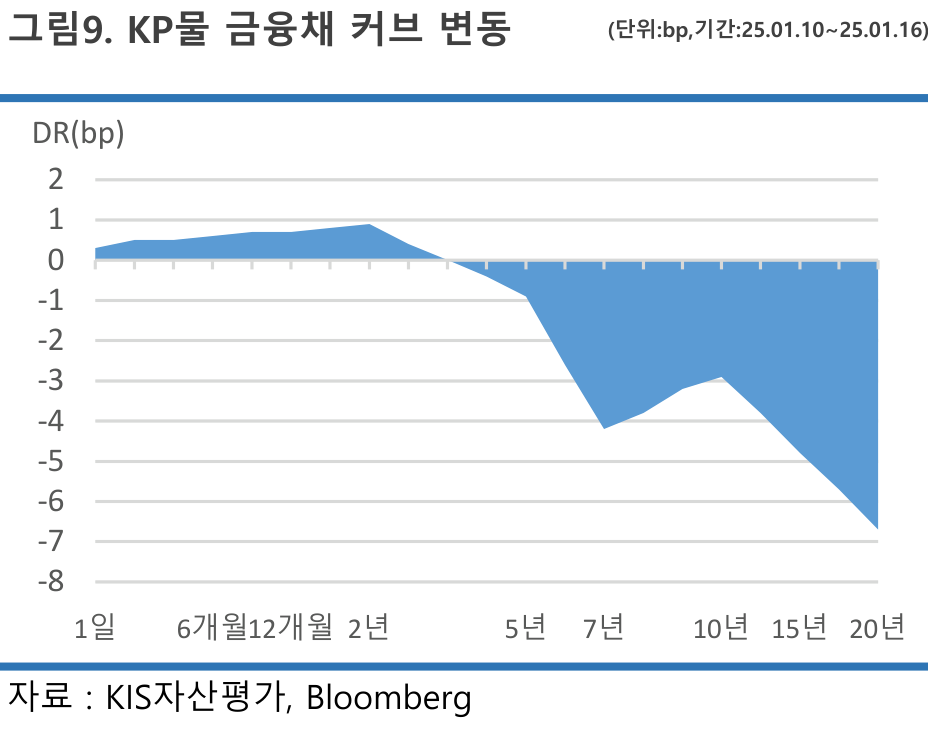 그림9. KP물 금융채 커브 변동 (단위:bp,기간:25.01.10~25.01.16)
DR(bp)
2
1
0
-1
-2
-3
-4
-5
-6
-7
-8
1일 6개월 12개월 2년 5년 7년 10년 15년 20년
자료 : KIS자산평가, Bloomberg